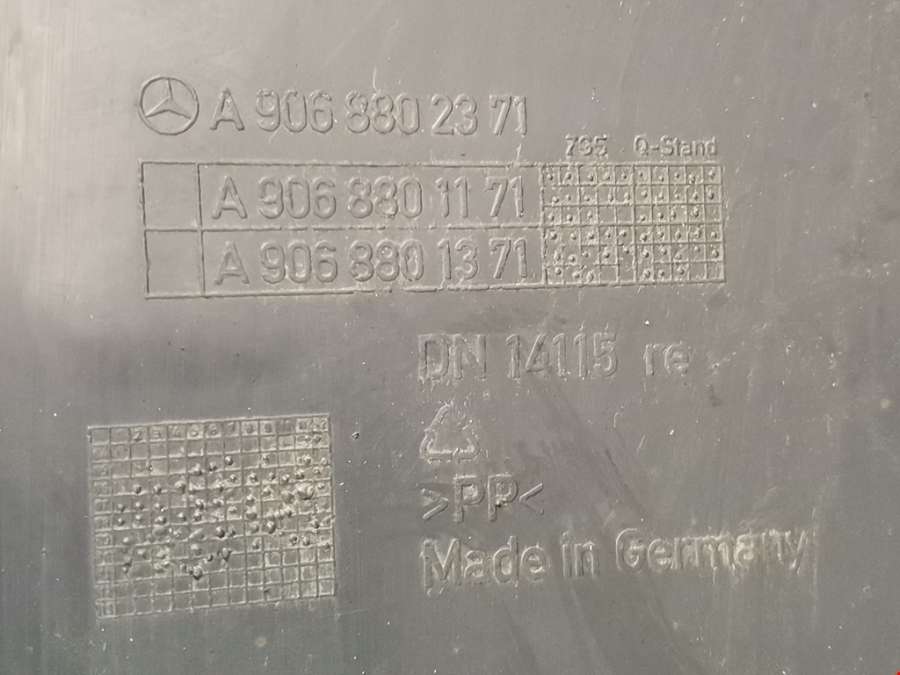 A 906 880 23 71
795 Q-Stand
A 906 880 11 71
A 906 880 13 71
DN 14115 re
>PP<
Made in Germany